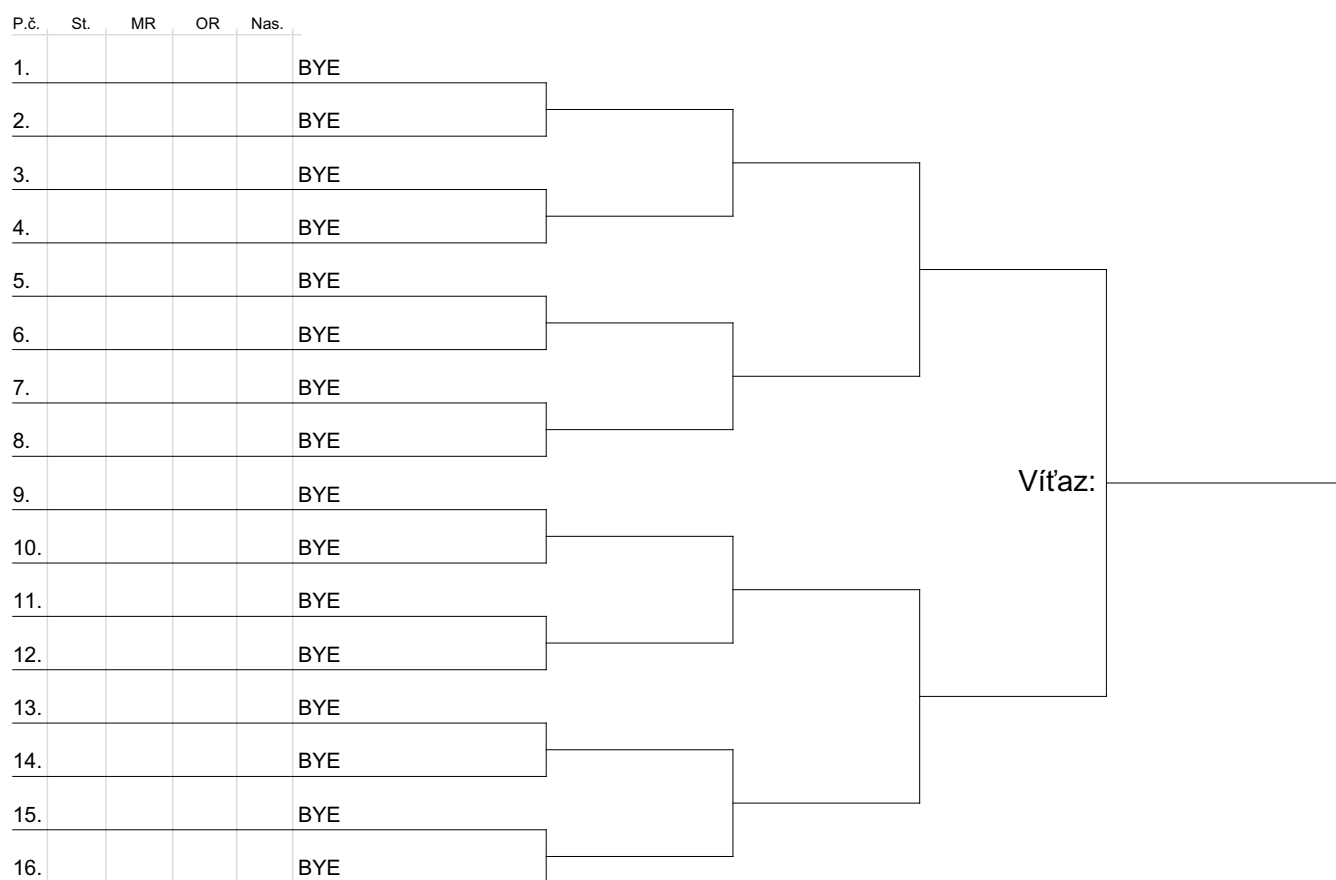 P.č. St. MR OR Nas.
1. BYE
2. BYE
3. BYE
4. BYE
5. BYE
6. BYE
7. BYE
8. BYE
Víťaz:
9. BYE
10. BYE
11. BYE
12. BYE
13. BYE
14. BYE
15. BYE
16. BYE